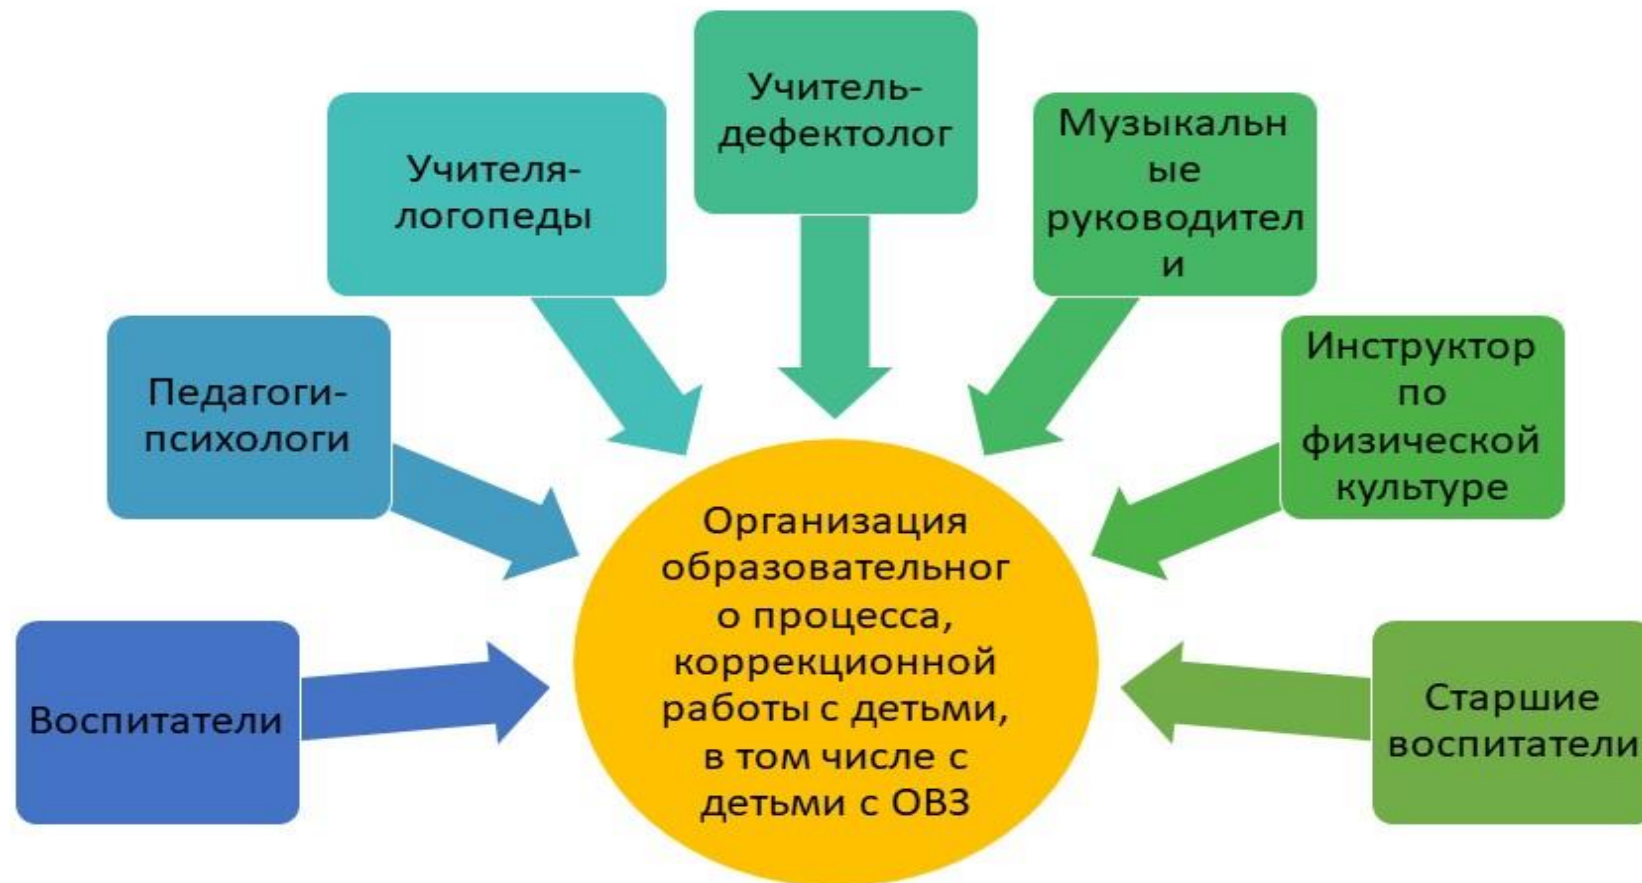 Учитель-
дефектолог
Учителя-
логопеды
Музыкальн
ые
руководител
и
Педагоги-
психологи
Инструктор
по
физической
культуре
Воспитатели
Организация
образовательног
о процесса,
коррекционной
работы с детьми,
в том числе с
детьми с ОВЗ
Старшие
воспитатели